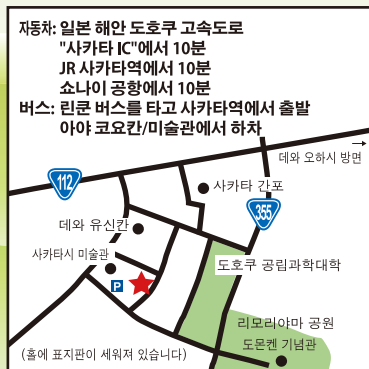 자동차: 일본 해안 도호쿠 고속도로
"사카타 IC"에서 10분
JR 사카타역에서 10분
쇼나이 공항에서 10분
버스: 린쿤 버스를 타고 사카타역에서 출발
아야 코요칸/미술관에서 하차
데와 오하시 방면
112
사카타 간포
355
데와 유신칸
사카타시 미술관
도호쿠 공립과학대학
P
리모리야마 공원
도몬켄 기념관
(홀에 표지판이 세워져 있습니다)